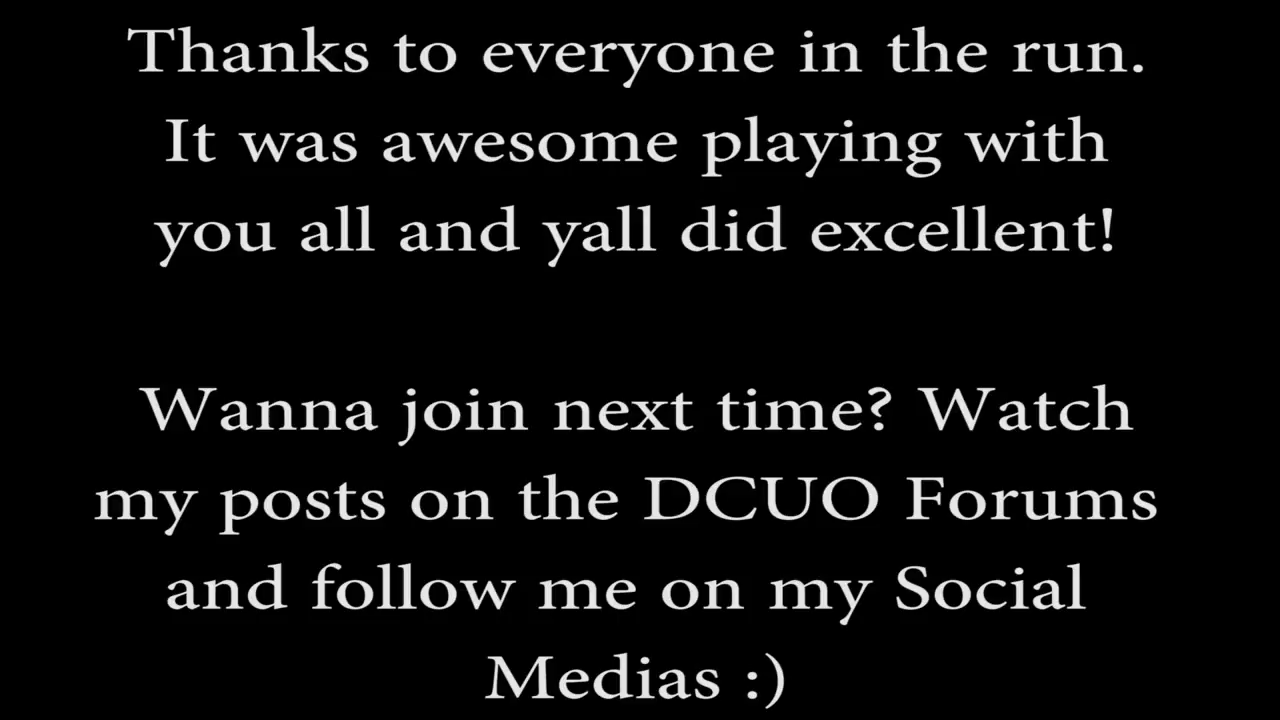 Thanks to everyone in the run.
It was awesome playing with
you all and yall did excellent!
Wanna join next time? Watch
my posts on the DCUO Forums
and follow me on my Social
Medias :)